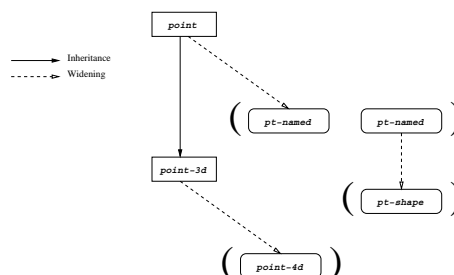 point
Inheritance
Widening
( pt-named pt-named )
point-3d
( pt-shape )
( point-4d )